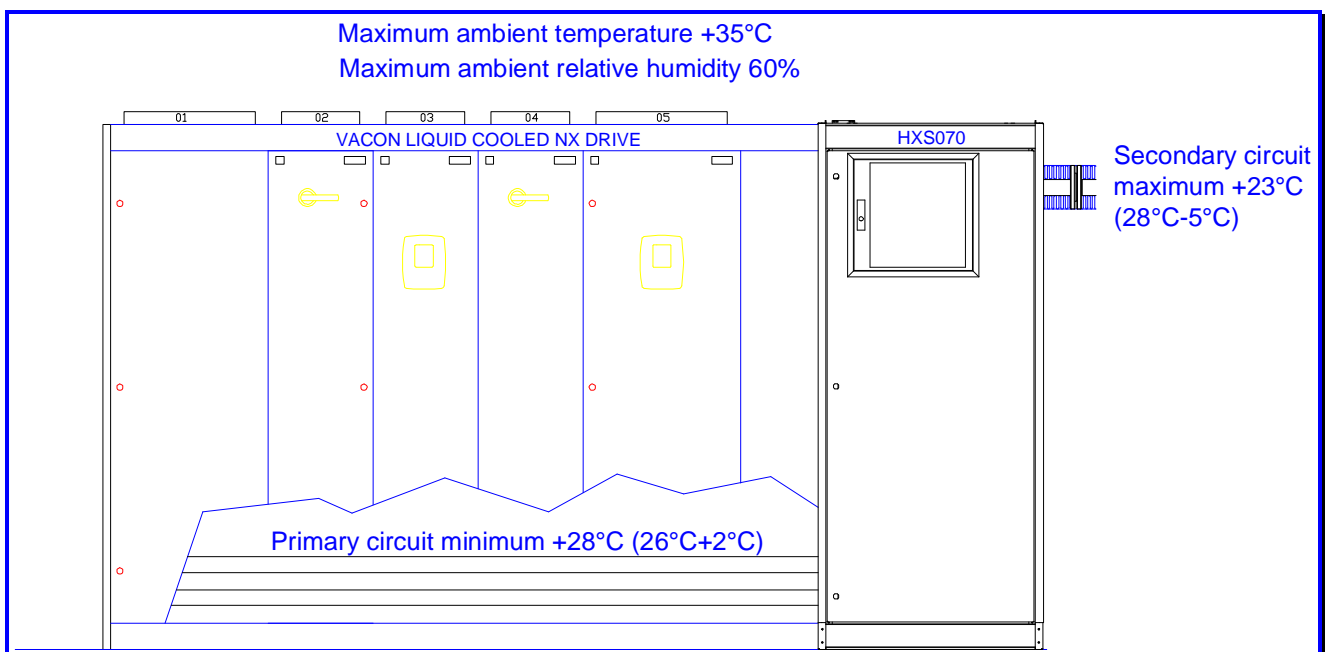 Maximum ambient temperature +35°C
Maximum ambient relative humidity 60%
01 02 03 04 05
VACON LIQUID COOLED NX DRIVE
HXS070
Secondary circuit
maximum +23°C
(28°C-5°C)
Primary circuit minimum +28°C (26°C+2°C)